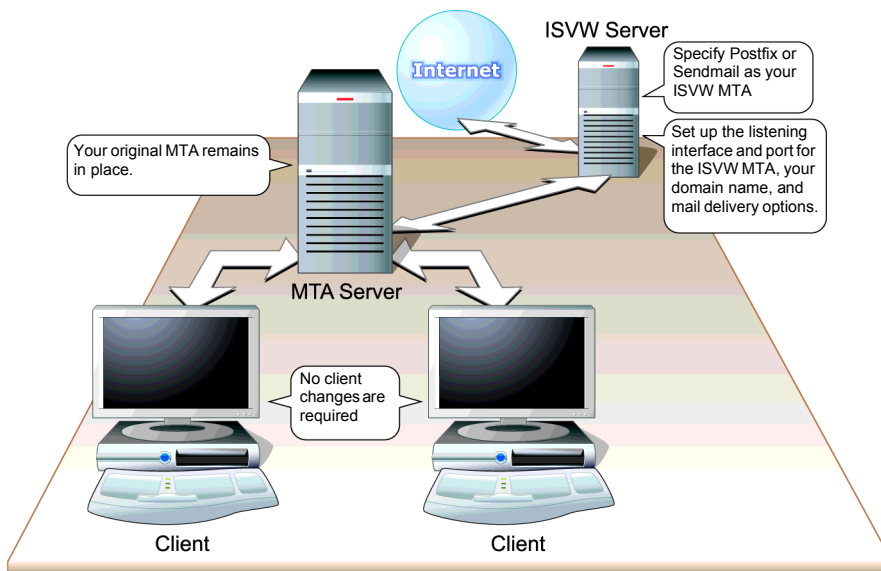 ISVW Server
Internet
Specify Postfix or
Sendmail as your
ISVW MTA
Your original MTA remains
in place.
Set up the listening
interface and port for
the ISVW MTA, your
domain name, and
mail delivery options.
MTA Server
No client
changes are
required
Client
Client